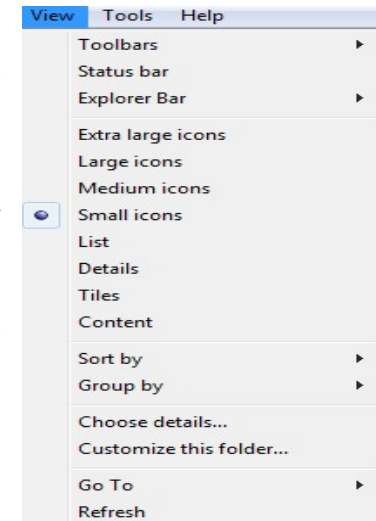 View Tools Help
Toolbars
Status bar
Explorer Bar
Extra large icons
Large icons
Medium icons
Small icons
List
Details
Tiles
Content
Sort by
Group by
Choose details...
Customize this folder...
Go To
Refresh